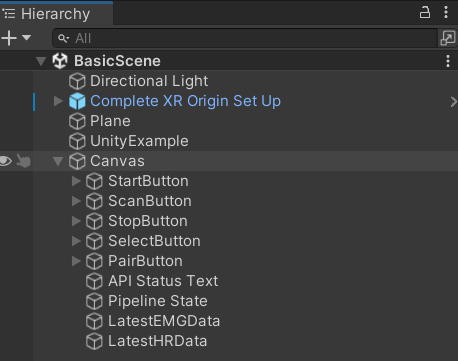 Hierarchy
All
BasicScene
Directional Light
Complete XR Origin Set Up
Plane
UnityExample
Canvas
StartButton
ScanButton
StopButton
SelectButton
PairButton
API Status Text
Pipeline State
LatestEMGData
LatestHRData